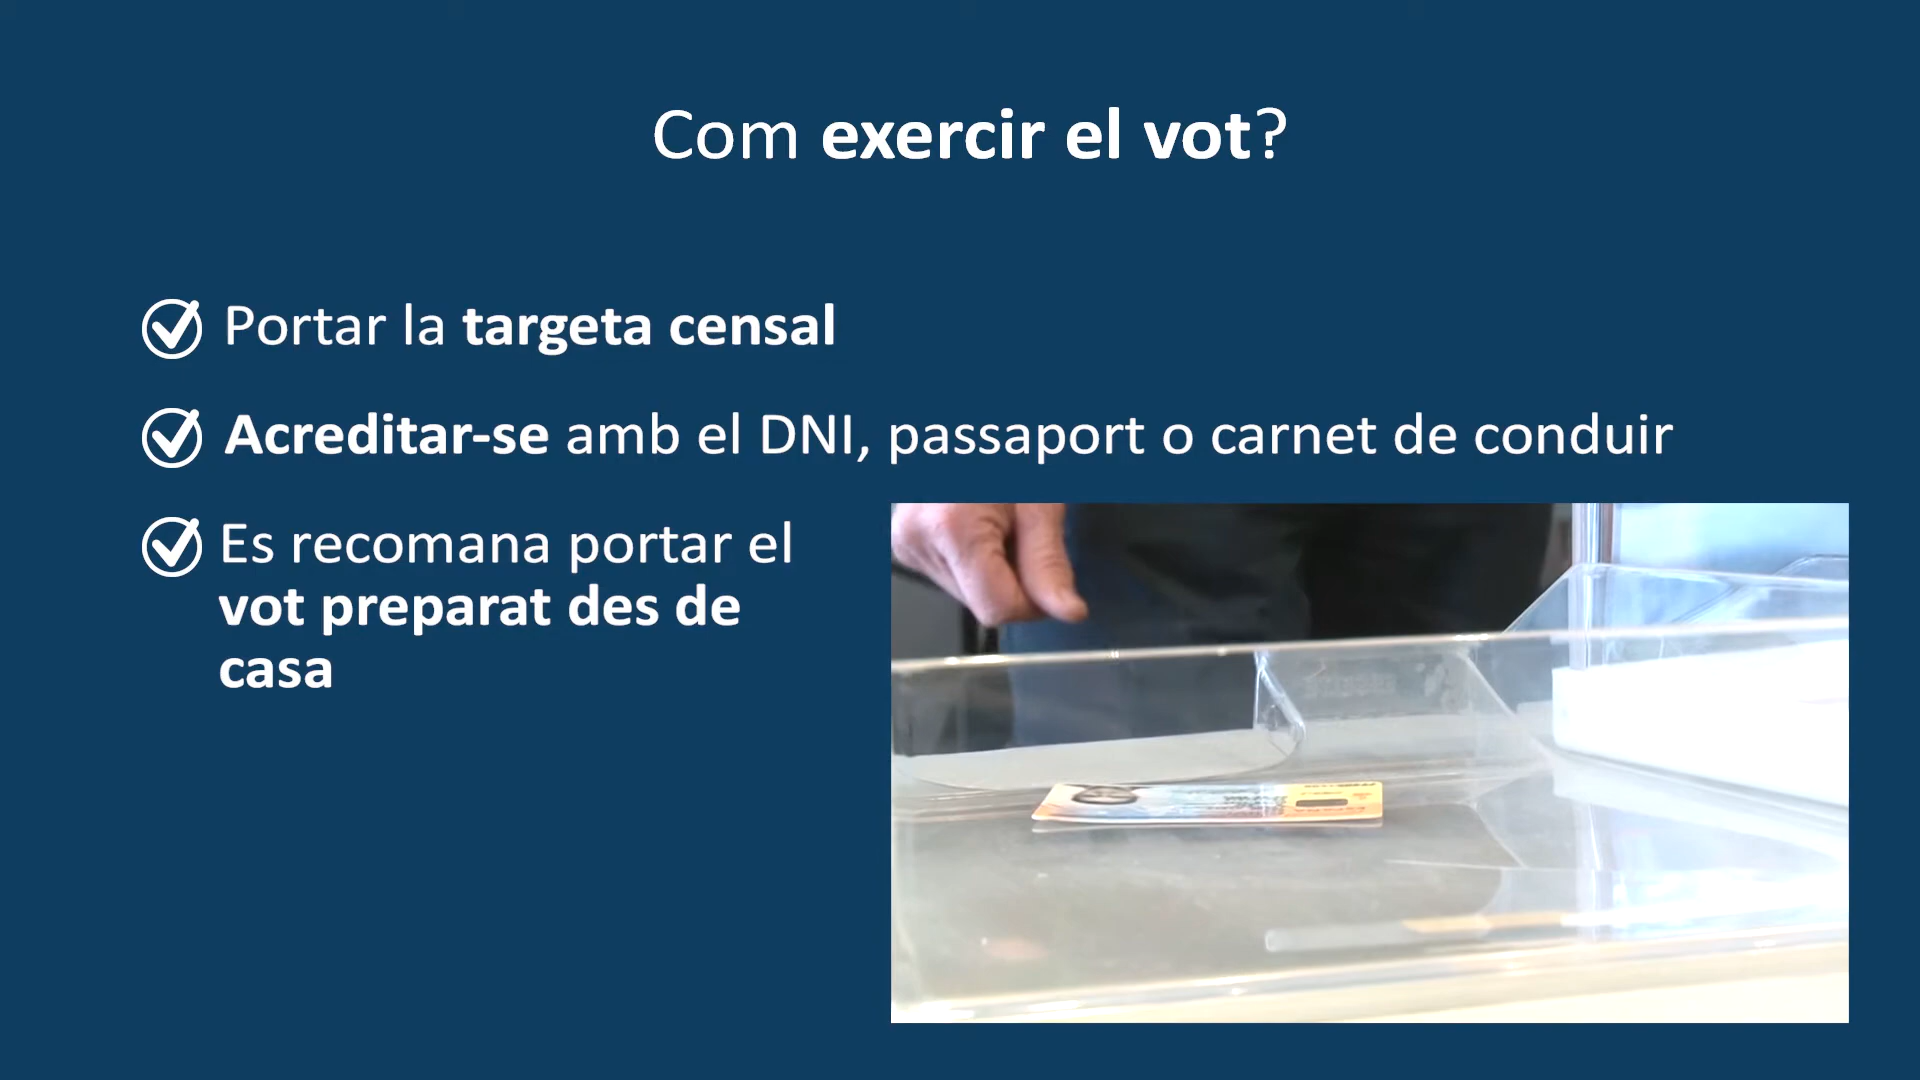 Com exercir el vot?
Portar la targeta censal
Acreditar-se amb el DNI, passaport o carnet de conduir
Es recomana portar el
vot preparat des de
casa